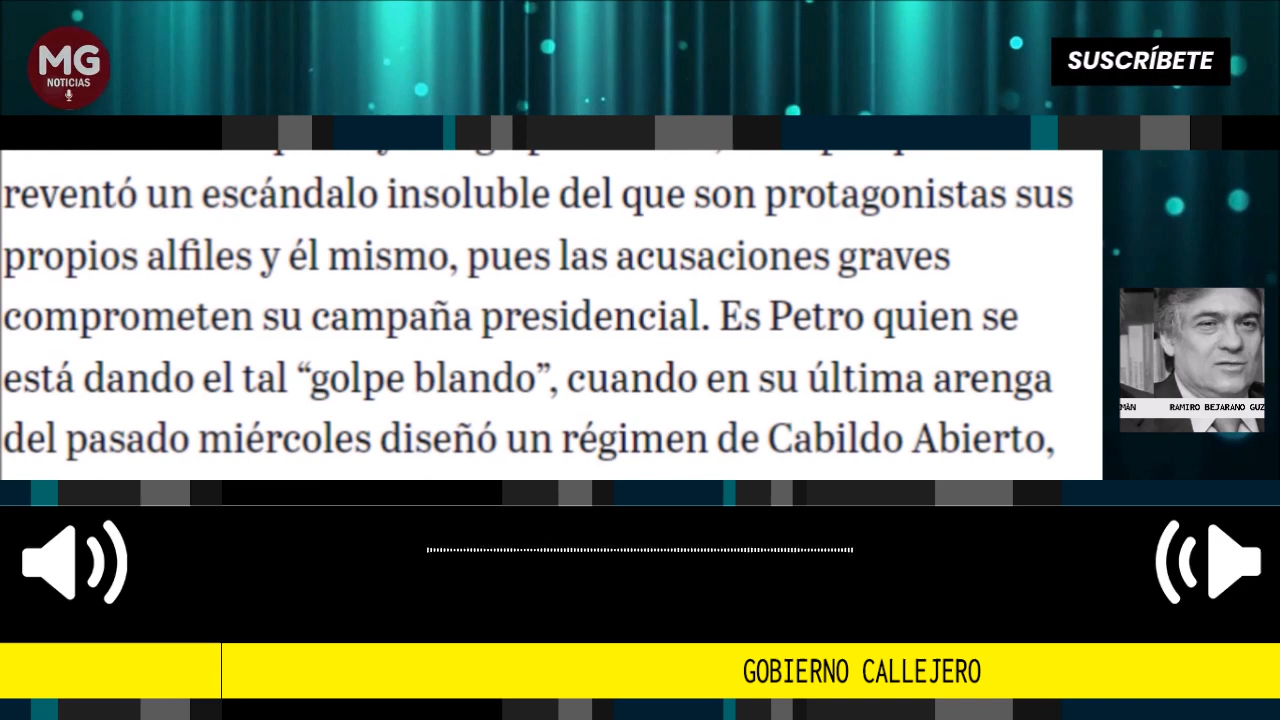 MG
NOTICIAS
SUSCRÍBETE
reventó un escándalo insoluble del que son protagonistas sus
propios alfiles y él mismo, pues las acusaciones graves
comprometen su campaña presidencial. Es Petro quien se
está dando el tal “golpe blando”, cuando en su última arenga
del pasado miércoles diseñó un régimen de Cabildo Abierto,
MÁN RAMIRO BEJARANO GUZ
GOBIERNO CALLEJERO